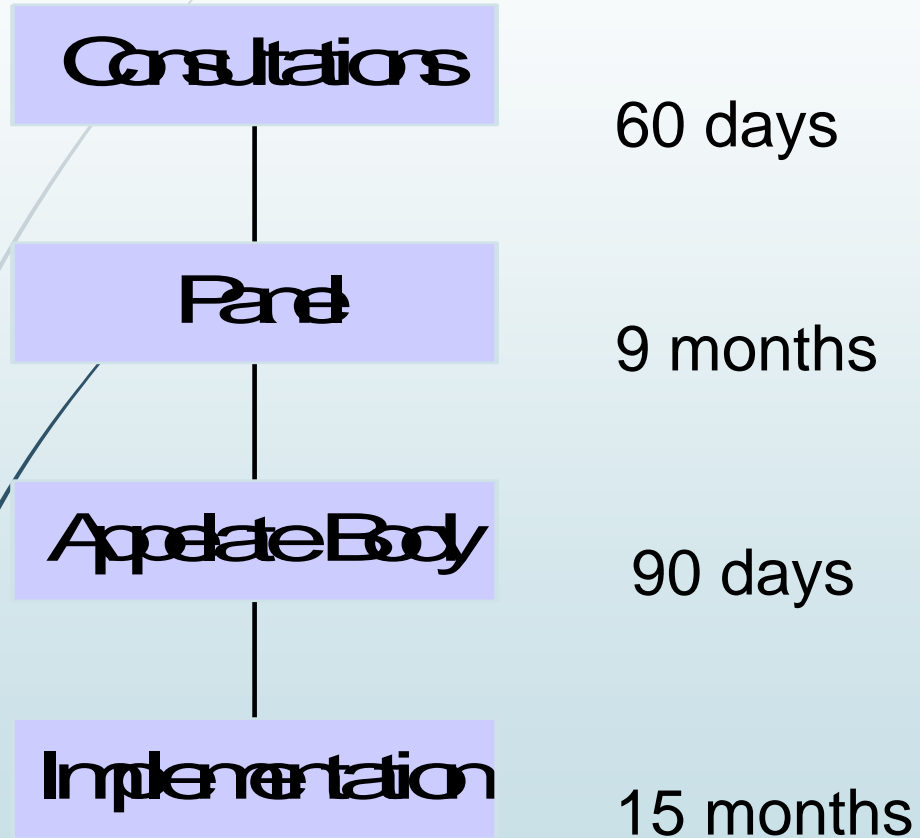 Consultations
60 days
Panel
9 months
Appellate Body
90 days
Implementation
15 months